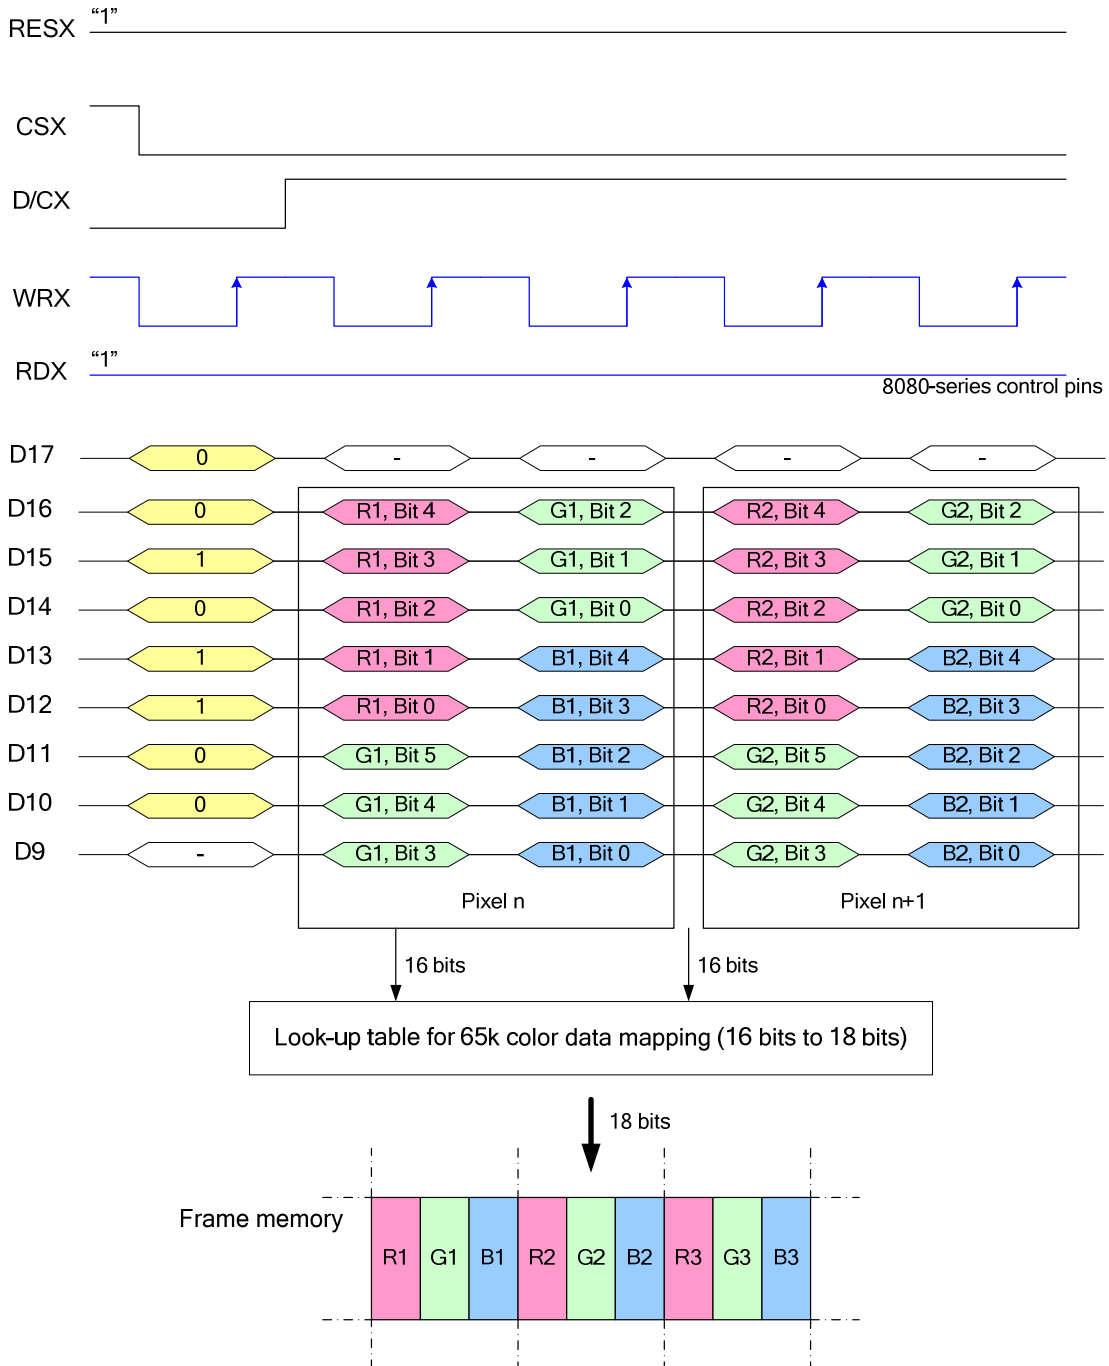 RESX “1”
CSX
D/CX
WRX
RDX “1”
8080-series control pins
D17 0 - - - -
D16 0 R1, Bit 4 G1, Bit 2 R2, Bit 4 G2, Bit 2
D15 1 R1, Bit 3 G1, Bit 1 R2, Bit 3 G2, Bit 1
D14 0 R1, Bit 2 G1, Bit 0 R2, Bit 2 G2, Bit 0
D13 1 R1, Bit 1 B1, Bit 4 R2, Bit 1 B2, Bit 4
D12 1 R1, Bit 0 B1, Bit 3 R2, Bit 0 B2, Bit 3
D11 0 G1, Bit 5 B1, Bit 2 G2, Bit 5 B2, Bit 2
D10 0 G1, Bit 4 B1, Bit 1 G2, Bit 4 B2, Bit 1
D9 - G1, Bit 3 B1, Bit 0 G2, Bit 3 B2, Bit 0
Pixel n Pixel n+1
16 bits 16 bits
Look-up table for 65k color data mapping (16 bits to 18 bits)
18 bits
Frame memory
R1 G1 B1 R2 G2 B2 R3 G3 B3